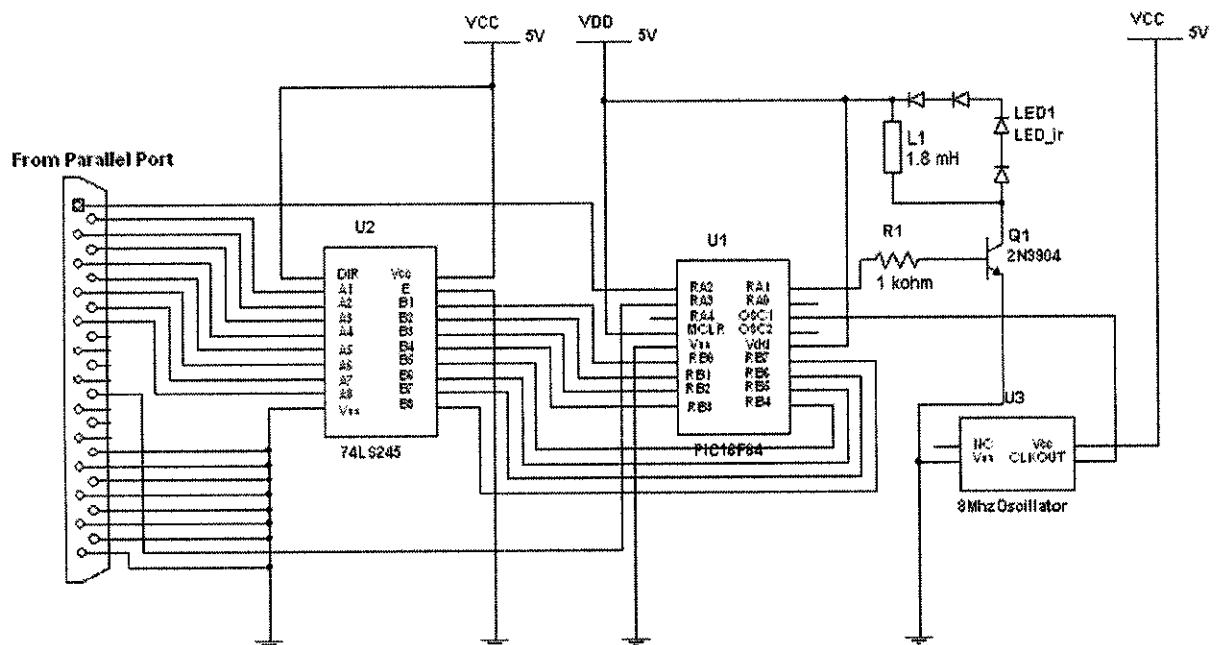 VCC
5V
VDD
5V
VCC
5V
From Parallel Port
LED1
LED_ir
L1
1.8 mH
U2
U1
R1
1 kohm
Q1
2N3904
DIR
A1
A2
A3
A4
A5
A6
A7
A8
Vss
Vcc
E
B1
B2
B3
B4
B5
B6
B7
B8
74LS245
RA2
RA3
RA4
MCLR
Vss
RB0
RB1
RB2
RB3
RA1
RA0
OSC1
OSC2
Vdd
RB7
RB6
RB5
RB4
PIC16F84
U3
NC
Vss
Vcc
CLKOUT
8Mhz Oscillator